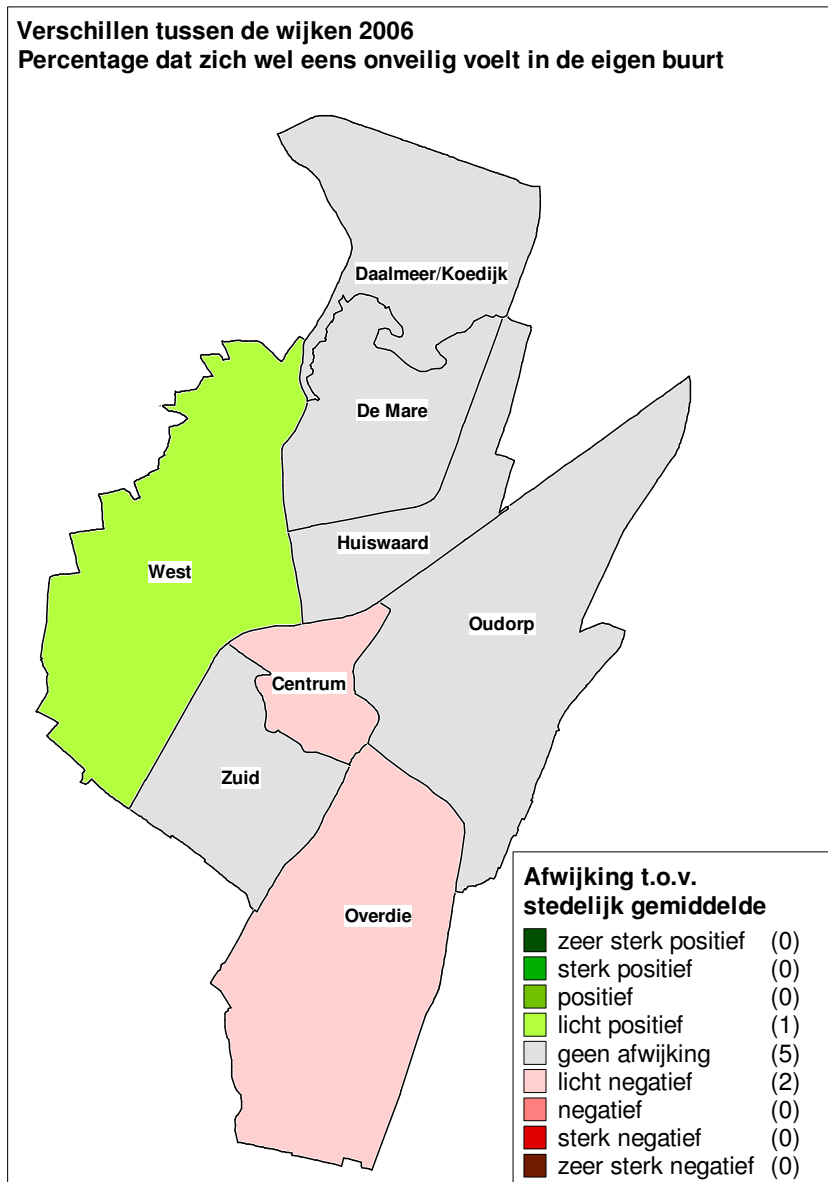 Verschillen tussen de wijken 2006
Percentage dat zich wel eens onveilig voelt in de eigen buurt
Daalmeer/Koedijk
De Mare
Huiswaard
West
Oudorp
Centrum
Zuid
Overdie
Afwijking t.o.v.
stedelijk gemiddelde
zeer sterk positief (0)
sterk positief (0)
positief (0)
licht positief (1)
geen afwijking (5)
licht negatief (2)
negatief (0)
sterk negatief (0)
zeer sterk negatief (0)